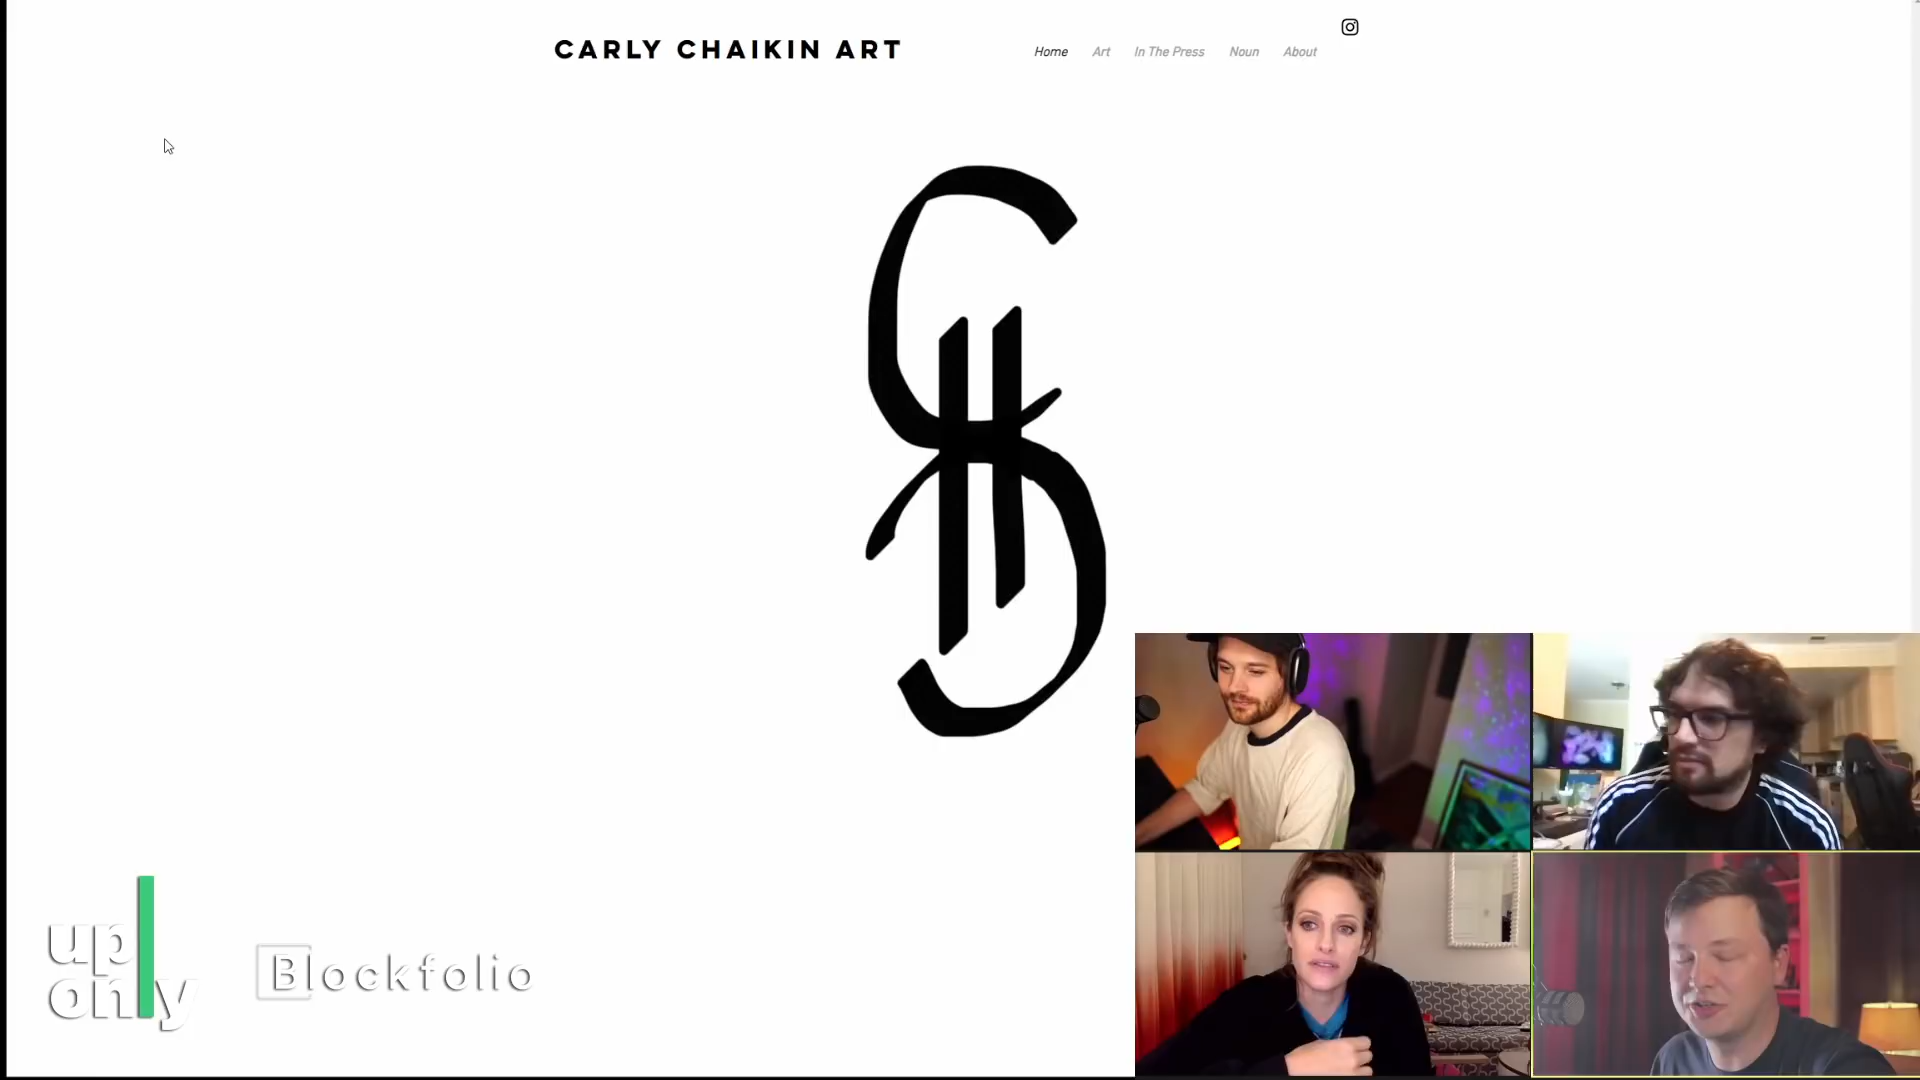 CARLY CHAIKIN ART
Home Art In The Press Noun About
up
only
Blockfolio